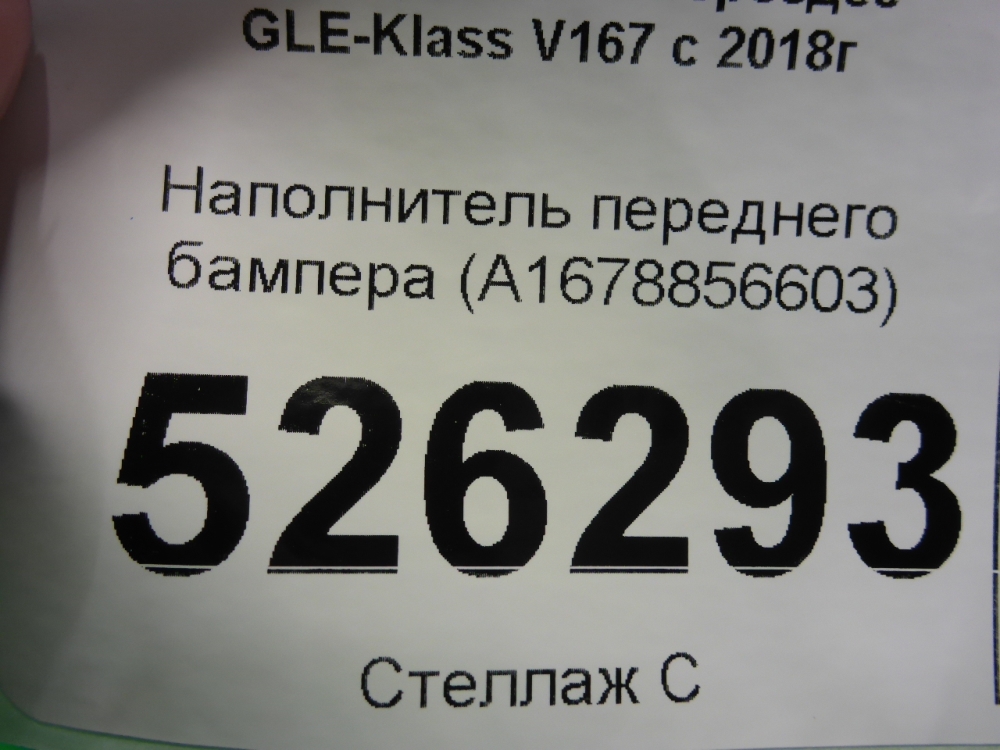 GLE-Klass V167 с 2018г
Наполнитель переднего
бампера (A1678856603)
526293
Стеллаж С